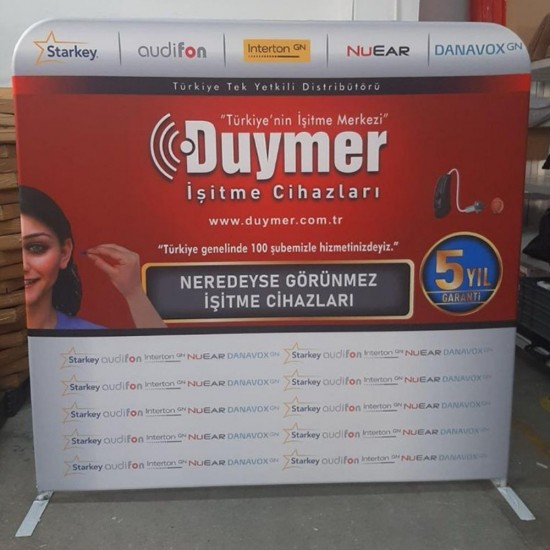 Starkey audifon Interton GN NuEAR DANAVOX GN
Türkiye Tek Yetkili Distribütörü
"Türkiye'nin İşitme Merkezi"
Duymer
İşitme Cihazları
www.duymer.com.tr
"Türkiye genelinde 100 şubemizle hizmetinizdeyiz."
NEREDEYSE GÖRÜNMEZ
İŞİTME CİHAZLARI
5 YIL
GARANTİ
Starkey audifon Interton GN NuEAR DANAVOX GN Starkey audifon Interton GN NuEAR DANAVOX GN
Starkey audifon Interton GN NuEAR DANAVOX GN Starkey audifon Interton GN NuEAR DANAVOX GN
Starkey audifon Interton GN NuEAR DANAVOX GN Starkey audifon Interton GN NuEAR DANAVOX GN
Starkey audifon Interton GN NuEAR DANAVOX GN Starkey audifon Interton GN NuEAR DANAVOX GN
Starkey audifon Interton GN NuEAR DANAVOX GN Starkey audifon Interton GN NuEAR DANAVOX GN